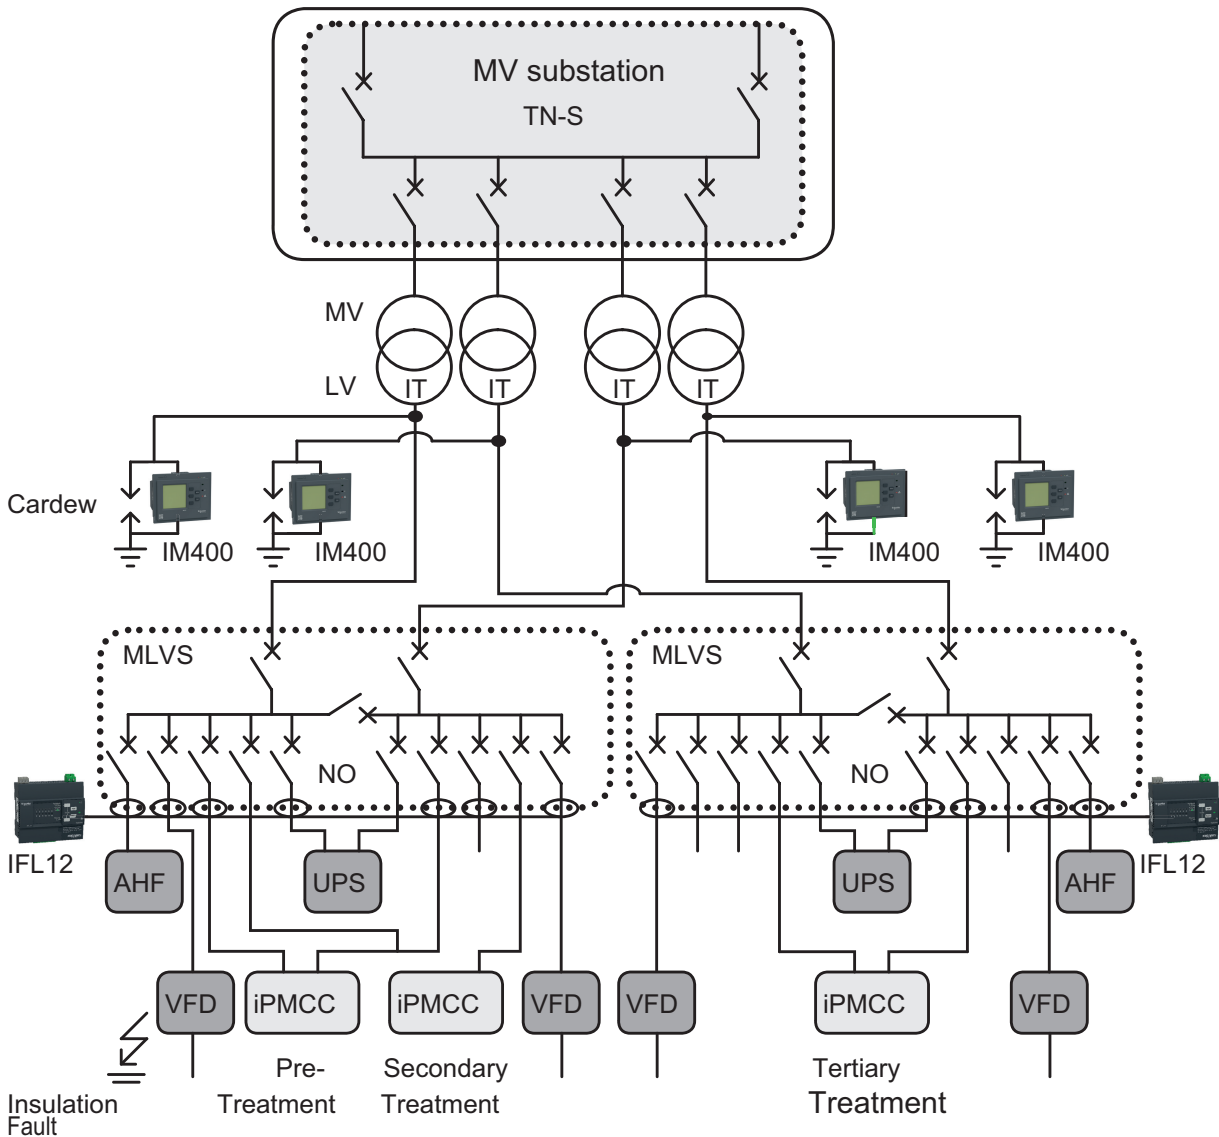 MV substation
TN-S
MV
LV
IT
IT
IT
IT
Cardew
IM400
IM400
IM400
IM400
MLVS
MLVS
NO
NO
IFL12
IFL12
AHF
UPS
UPS
AHF
VFD
iPMCC
iPMCC
VFD
VFD
iPMCC
VFD
Pre-
Treatment
Secondary
Treatment
Tertiary
Treatment
Insulation
Fault